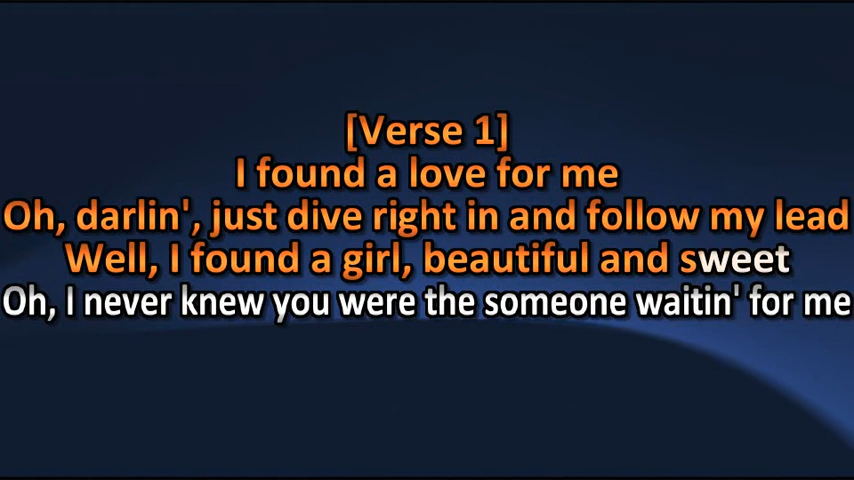 [Verse 1]
I found a love for me
Oh, darlin', just dive right in and follow my lead
Well, I found a girl, beautiful and sweet
Oh, I never knew you were the someone waitin' for me